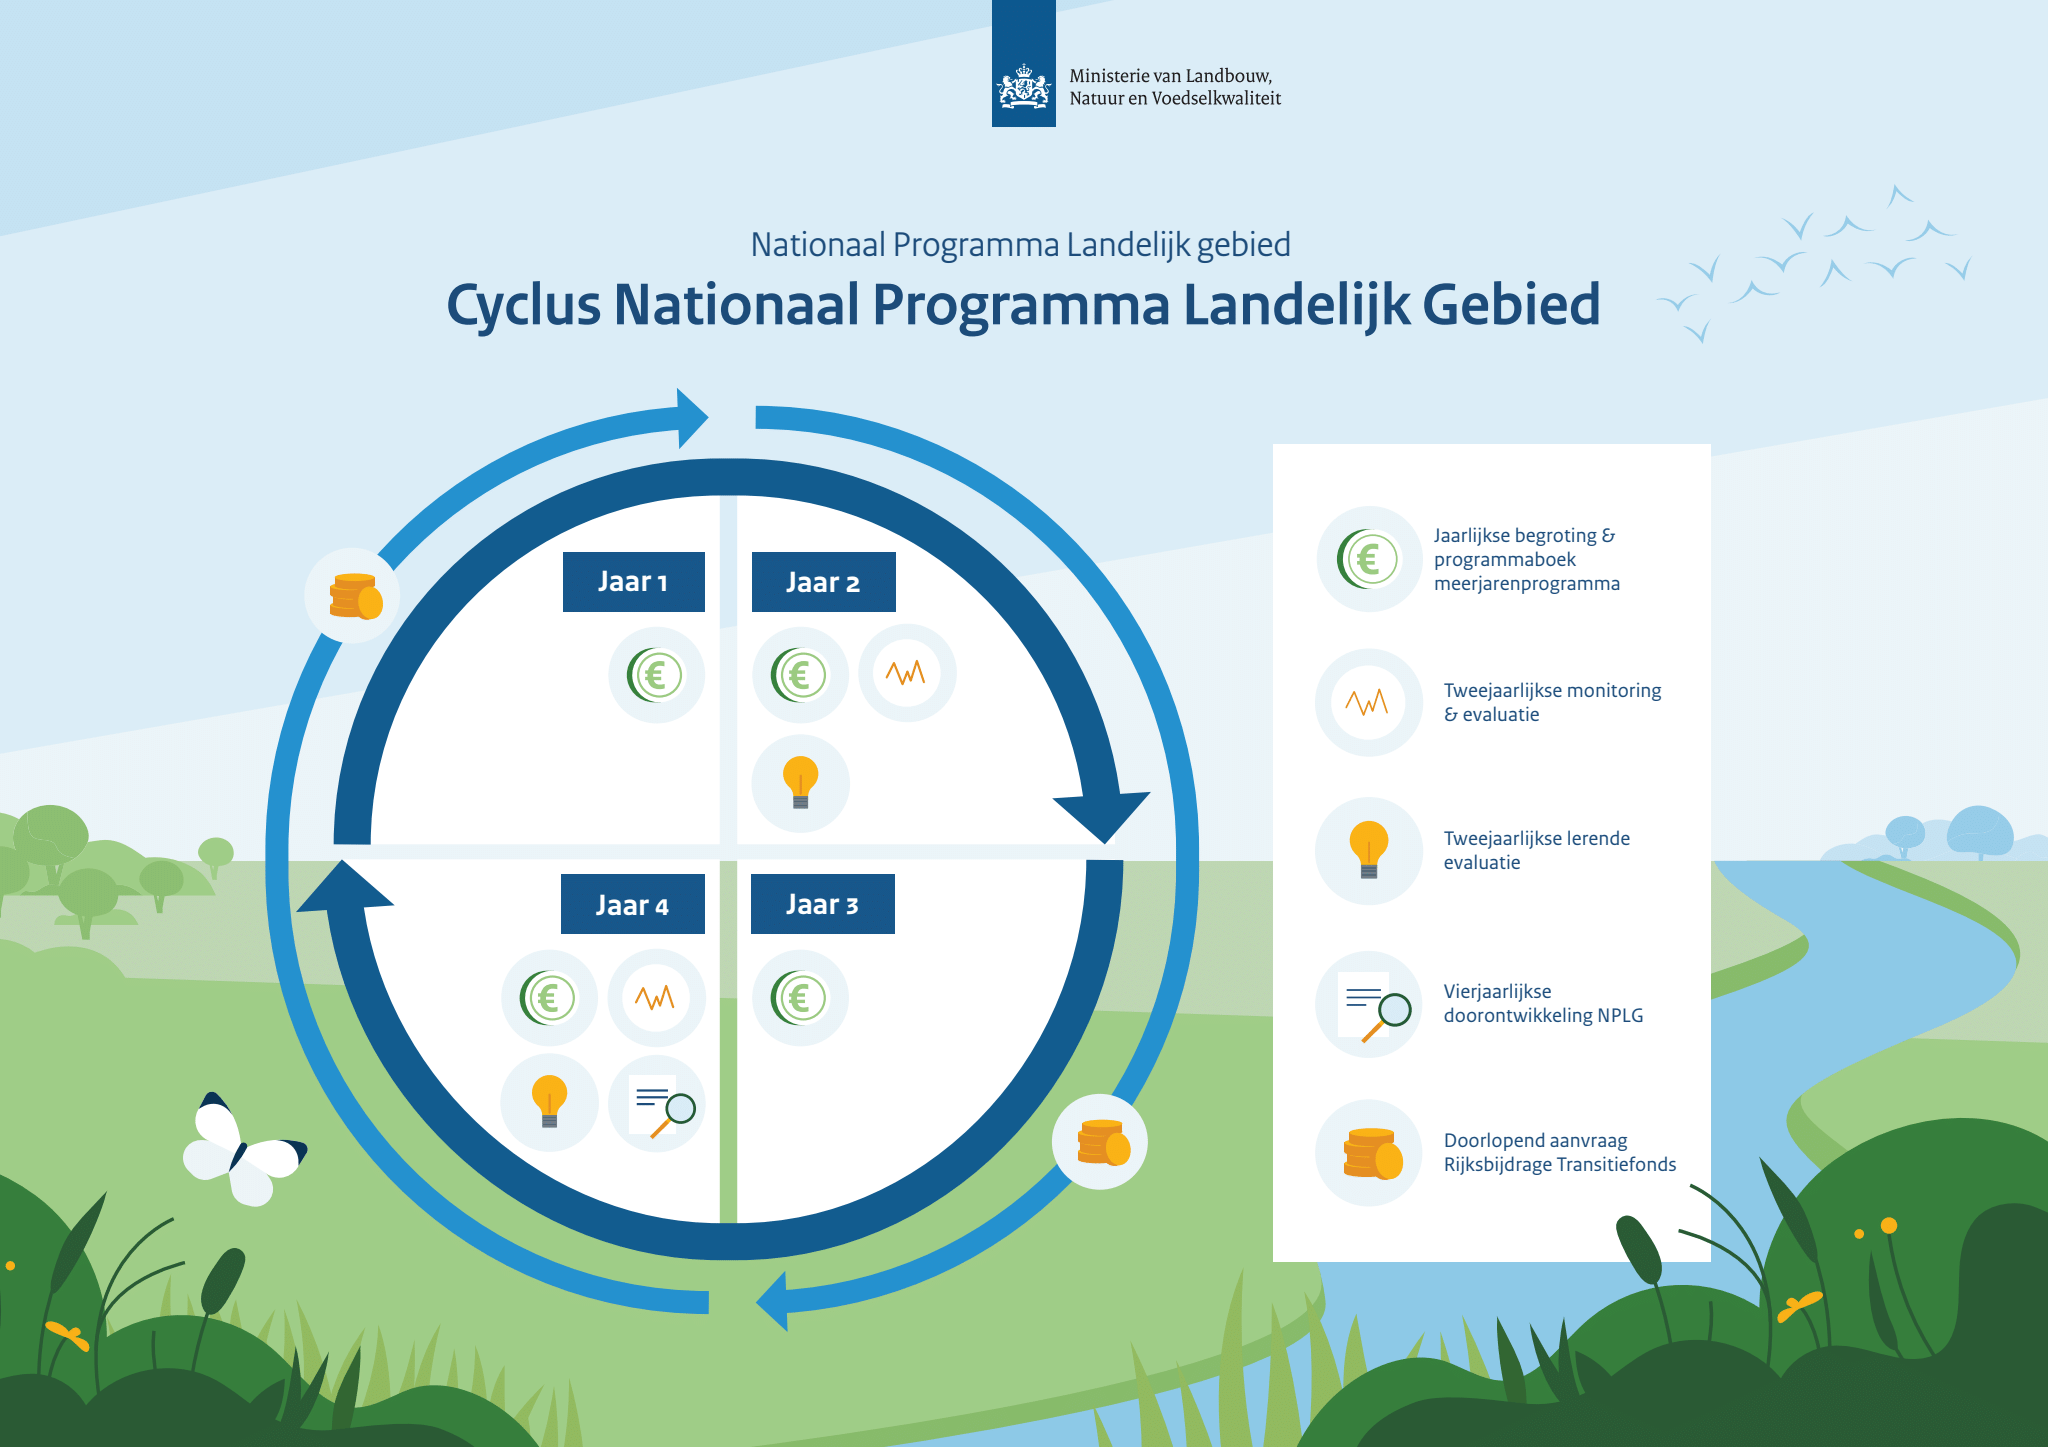 Ministerie van Landbouw,
Natuur en Voedselkwaliteit
Nationaal Programma Landelijk gebied
Cyclus Nationaal Programma Landelijk Gebied
Jaar 1
€
Jaar 2
€
Jaar 4
€
Jaar 3
€
€
Jaarlijkse begroting &
programmaboek
meerjarenprogramma
Tweejaarlijkse monitoring
& evaluatie
Tweejaarlijkse lerende
evaluatie
Vierjaarlijkse
doorontwikkeling NPLG
Doorlopend aanvraag
Rijksbijdrage Transitiefonds